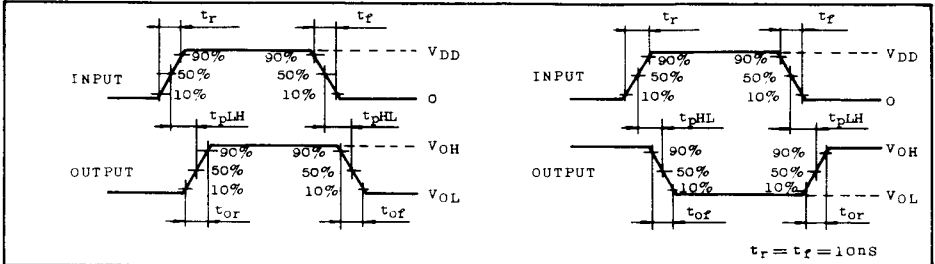 tr tf tr tf
90% 90% VDD 90% 90% VDD
INPUT 50% 50% INPUT 50% 50%
10% 10% 0 10% 10% 0
tpLH tpHL tpHL tpLH
90% 90% VOH 90% 90% VOH
OUTPUT 50% 50% OUTPUT 50% 50%
10% 10% VOL 10% 10% VOL
tor tof tof tor
tr = tf = 10nS